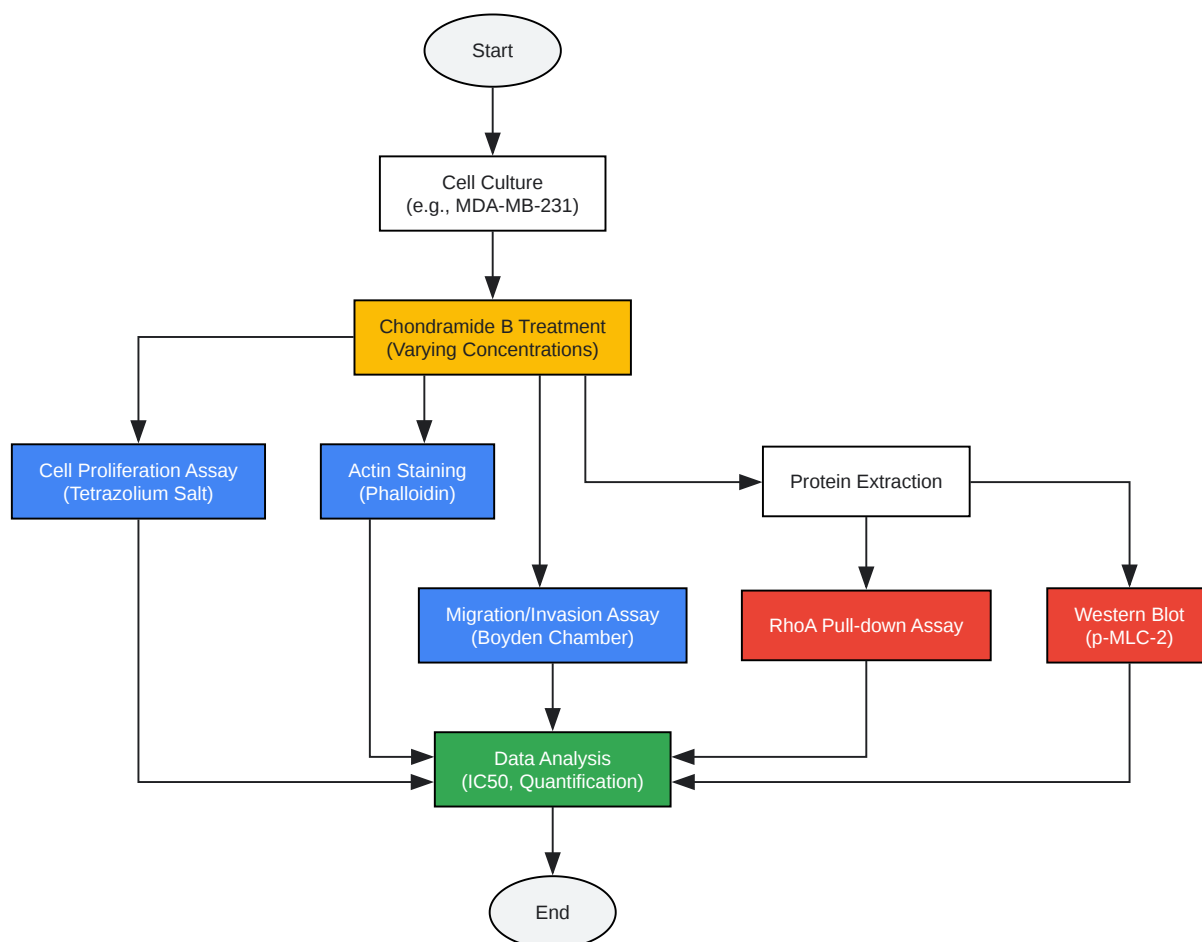 Start
Cell Culture
(e.g., MDA-MB-231)
Chondramide B Treatment
(Varying Concentrations)
Cell Proliferation Assay
(Tetrazolium Salt)
Actin Staining
(Phalloidin)
Protein Extraction
Migration/Invasion Assay
(Boyden Chamber)
RhoA Pull-down Assay
Western Blot
(p-MLC-2)
Data Analysis
(IC50, Quantification)
End